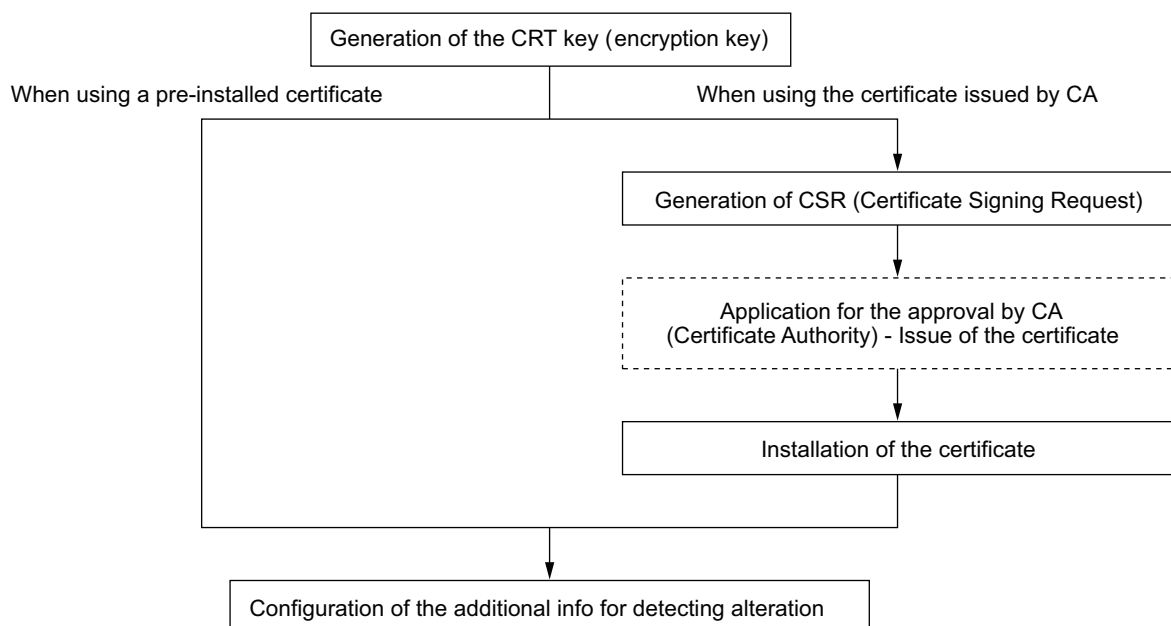 Generation of the CRT key (encryption key)
When using a pre-installed certificate
When using the certificate issued by CA
Generation of CSR (Certificate Signing Request)
Application for the approval by CA
(Certificate Authority) - Issue of the certificate
Installation of the certificate
Configuration of the additional info for detecting alteration